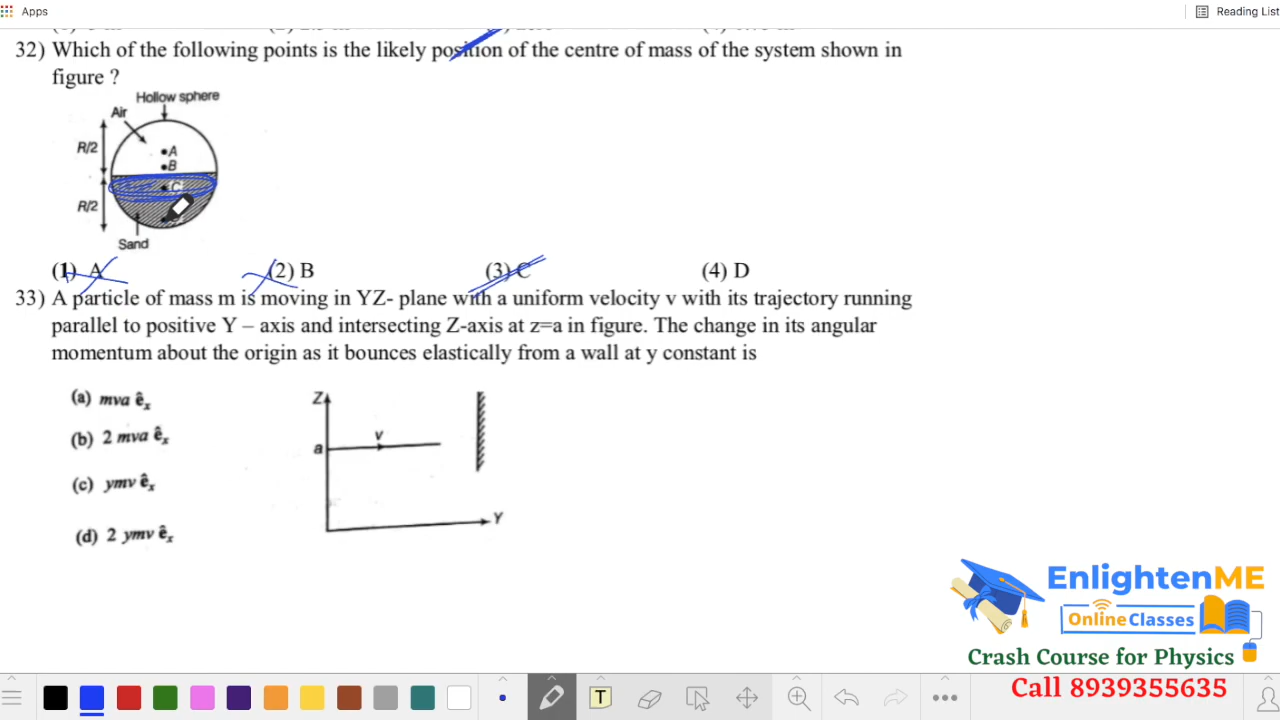 Apps
Reading List
32) Which of the following points is the likely position of the centre of mass of the system shown in
figure ?
Hollow sphere
Air
R/2
A
B
C
R/2
Sand
(1) A (2) B (3) C (4) D
33) A particle of mass m is moving in YZ- plane with a uniform velocity v with its trajectory running
parallel to positive Y – axis and intersecting Z-axis at z=a in figure. The change in its angular
momentum about the origin as it bounces elastically from a wall at y constant is
(a) mva êₓ
(b) 2 mva êₓ
(c) ymv êₓ
(d) 2 ymv êₓ
Z
a
v
Y
EnlightenME
Online Classes
Crash Course for Physics
Call 8939355635
T